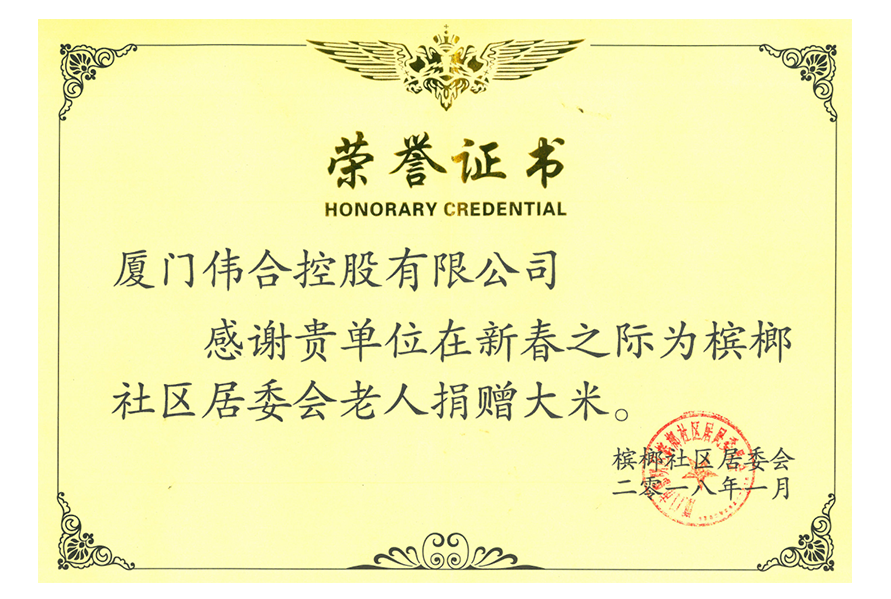 荣誉证书
HONORARY CREDENTIAL
厦门伟合控股有限公司
感谢贵单位在新春之际为槟榔
社区居委会老人捐赠大米。
槟榔社区居委会
二零一八年一月